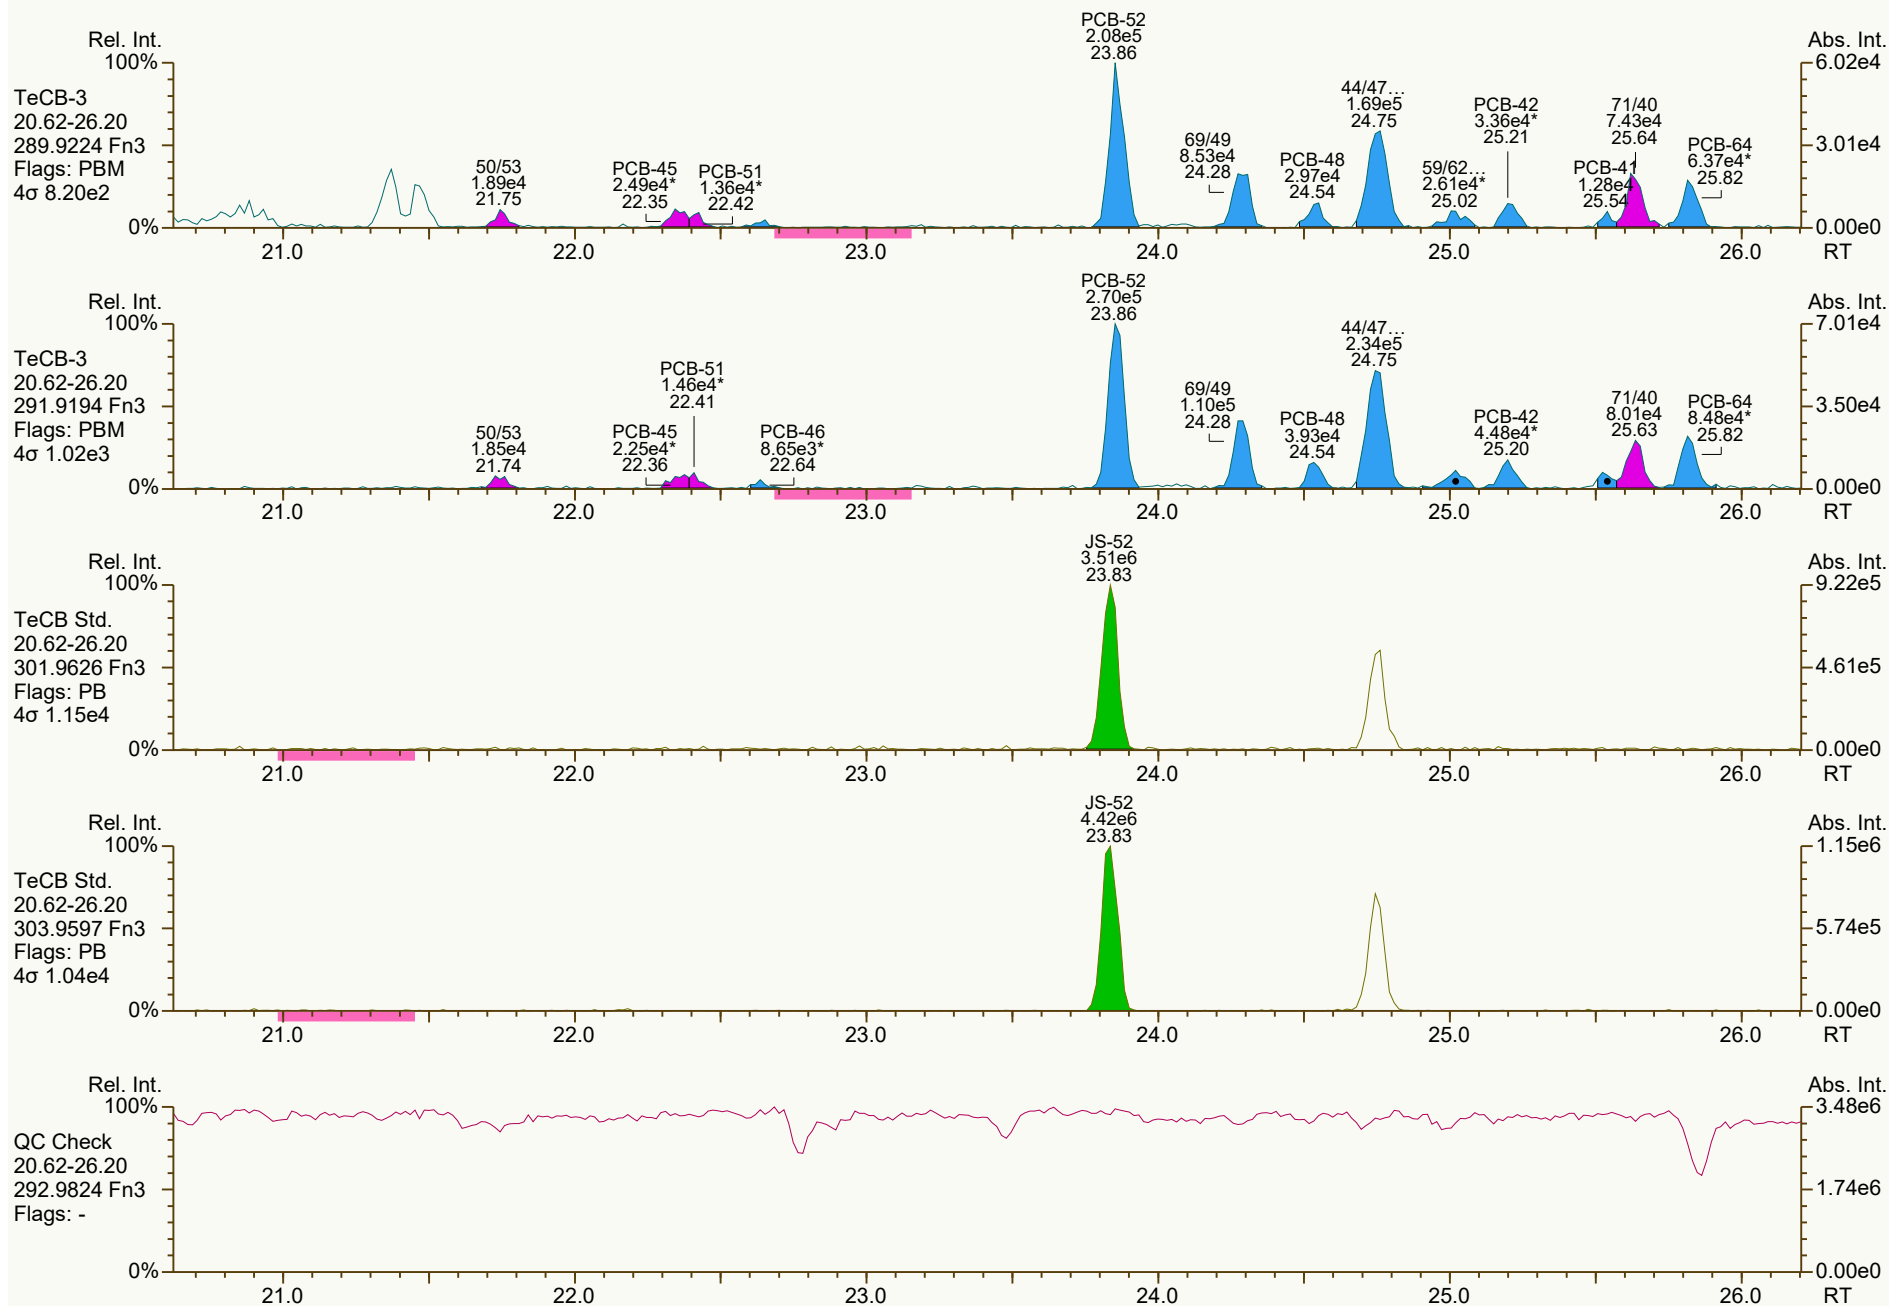 PCB-52
2.08e5
23.86
Rel. Int.
Abs. Int.
100%
6.02e4
TeCB-3
20.62-26.20
289.9224 Fn3
Flags: PBM
4σ 8.20e2
3.01e4
50/53
1.89e4
21.75
PCB-45
2.49e4*
22.35
PCB-51
1.36e4*
22.42
69/49
8.53e4
24.28
PCB-48
2.97e4
24.54
44/47…
1.69e5
24.75
59/62…
2.61e4*
25.02
PCB-42
3.36e4*
25.21
PCB-41
1.28e4
25.54
71/40
7.43e4
25.64
PCB-64
6.37e4*
25.82
0%
0.00e0
21.0 22.0 23.0 24.0 25.0 26.0 RT
PCB-52
2.70e5
23.86
Rel. Int.
Abs. Int.
100%
7.01e4
TeCB-3
20.62-26.20
291.9194 Fn3
Flags: PBM
4σ 1.02e3
3.50e4
50/53
1.85e4
21.74
PCB-45
2.25e4*
22.36
PCB-51
1.46e4*
22.41
PCB-46
8.65e3*
22.64
69/49
1.10e5
24.28
PCB-48
3.93e4
24.54
44/47…
2.34e5
24.75
PCB-42
4.48e4*
25.20
71/40
8.01e4
25.63
PCB-64
8.48e4*
25.82
0%
0.00e0
21.0 22.0 23.0 24.0 25.0 26.0 RT
JS-52
3.51e6
23.83
Rel. Int.
Abs. Int.
100%
9.22e5
TeCB Std.
20.62-26.20
301.9626 Fn3
Flags: PB
4σ 1.15e4
4.61e5
0%
0.00e0
21.0 22.0 23.0 24.0 25.0 26.0 RT
JS-52
4.42e6
23.83
Rel. Int.
Abs. Int.
100%
1.15e6
TeCB Std.
20.62-26.20
303.9597 Fn3
Flags: PB
4σ 1.04e4
5.74e5
0%
0.00e0
21.0 22.0 23.0 24.0 25.0 26.0 RT
Rel. Int.
Abs. Int.
100%
3.48e6
QC Check
20.62-26.20
292.9824 Fn3
Flags: -
1.74e6
0%
0.00e0
21.0 22.0 23.0 24.0 25.0 26.0 RT